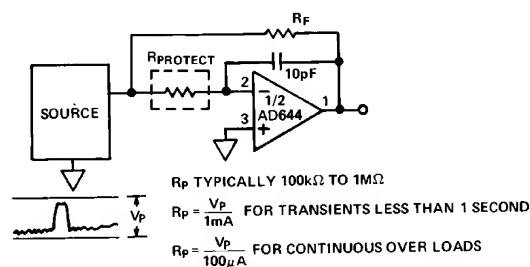 RF
RPROTECT
10pF
SOURCE
2
−
1/2
AD644
1
3
+
VP
RP TYPICALLY 100kΩ TO 1MΩ
RP = VP/1mA FOR TRANSIENTS LESS THAN 1 SECOND
RP = VP/100μA FOR CONTINUOUS OVER LOADS